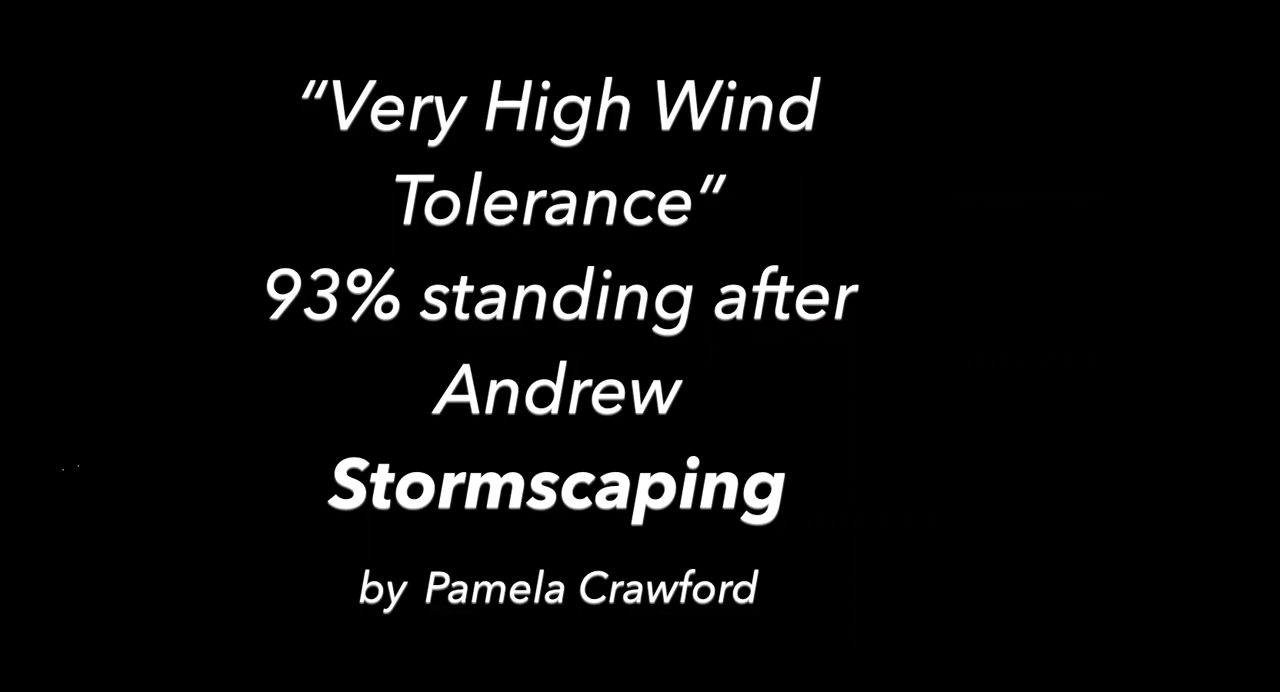 “Very High Wind
Tolerance”
93% standing after
Andrew
Stormscaping
by Pamela Crawford